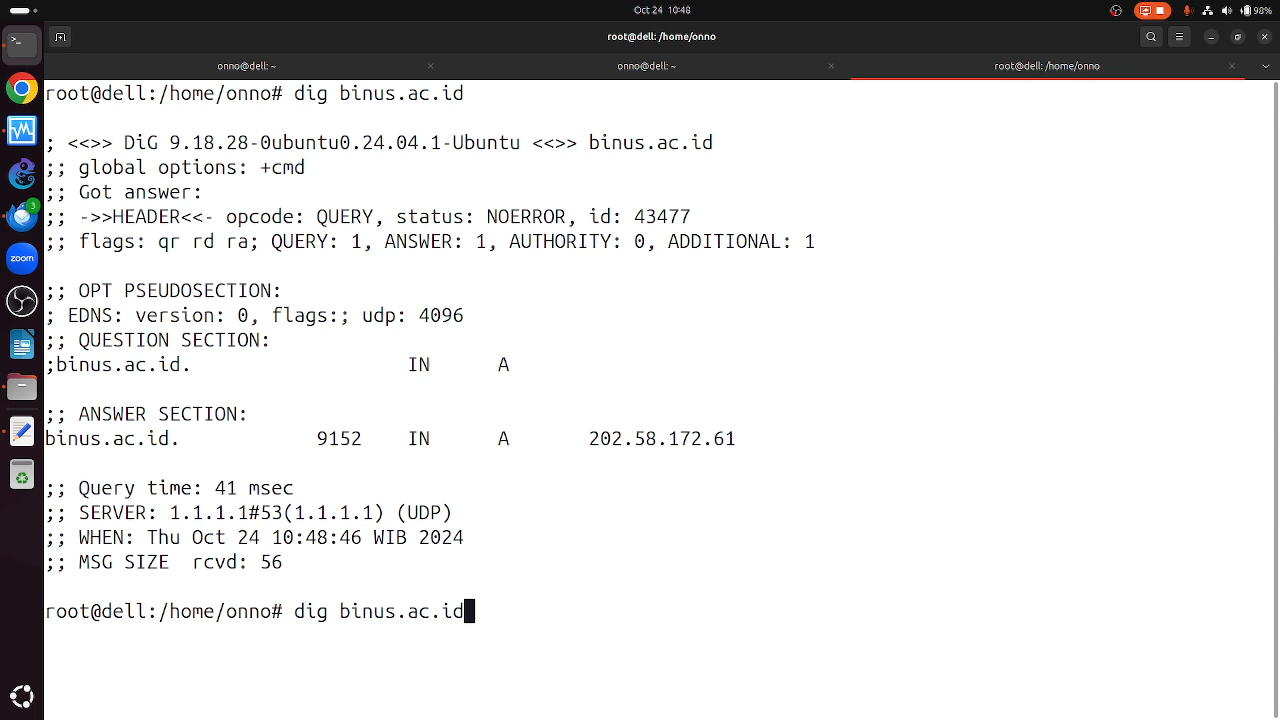 Oct 24 10:48
98%
root@dell: /home/onno
onno@dell: ~
onno@dell: ~
root@dell: /home/onno
3
zoom
root@dell:/home/onno# dig binus.ac.id
; <<>> DiG 9.18.28-0ubuntu0.24.04.1-Ubuntu <<>> binus.ac.id
;; global options: +cmd
;; Got answer:
;; ->>HEADER<<- opcode: QUERY, status: NOERROR, id: 43477
;; flags: qr rd ra; QUERY: 1, ANSWER: 1, AUTHORITY: 0, ADDITIONAL: 1
;; OPT PSEUDOSECTION:
; EDNS: version: 0, flags:; udp: 4096
;; QUESTION SECTION:
;binus.ac.id. IN A
;; ANSWER SECTION:
binus.ac.id. 9152 IN A 202.58.172.61
;; Query time: 41 msec
;; SERVER: 1.1.1.1#53(1.1.1.1) (UDP)
;; WHEN: Thu Oct 24 10:48:46 WIB 2024
;; MSG SIZE  rcvd: 56
root@dell:/home/onno# dig binus.ac.id